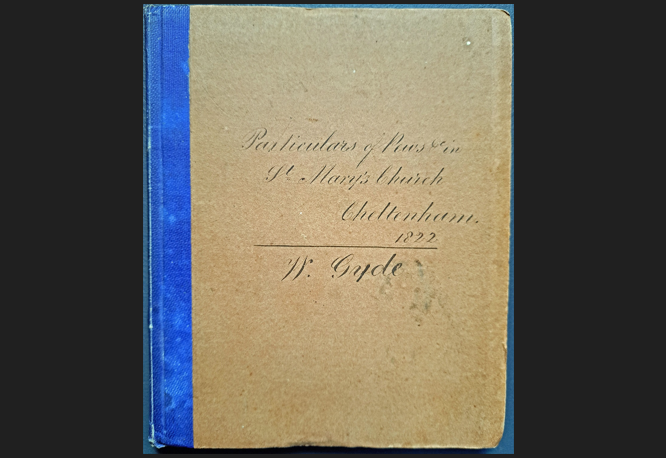 Particulars of Pews &c in
St. Mary's Church
Cheltenham.
1822
W. Gyde